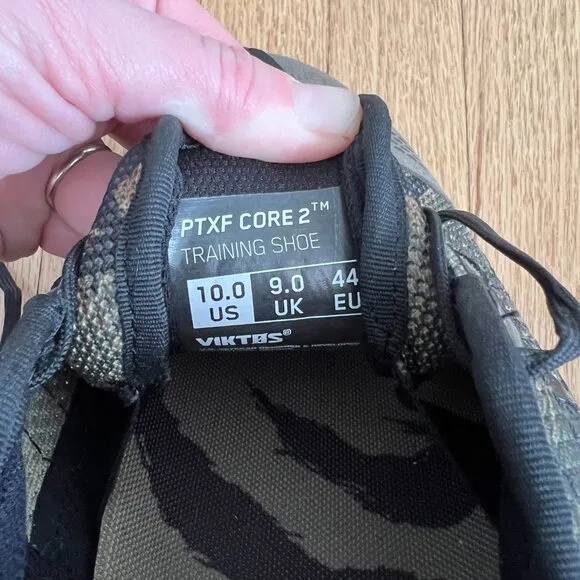 PTXF CORE 2™
TRAINING SHOE
10.0 9.0 44
US UK EU
VIKTOS®